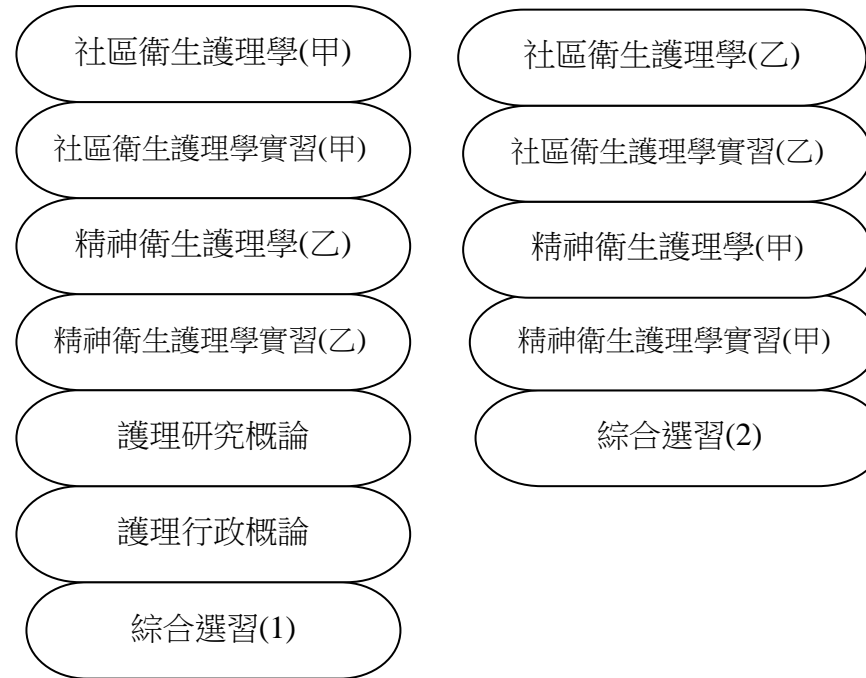 社區衛生護理學(甲)
社區衛生護理學實習(甲)
精神衛生護理學(乙)
精神衛生護理學實習(乙)
護理研究概論
護理行政概論
綜合選習(1)
社區衛生護理學(乙)
社區衛生護理學實習(乙)
精神衛生護理學(甲)
精神衛生護理學實習(甲)
綜合選習(2)